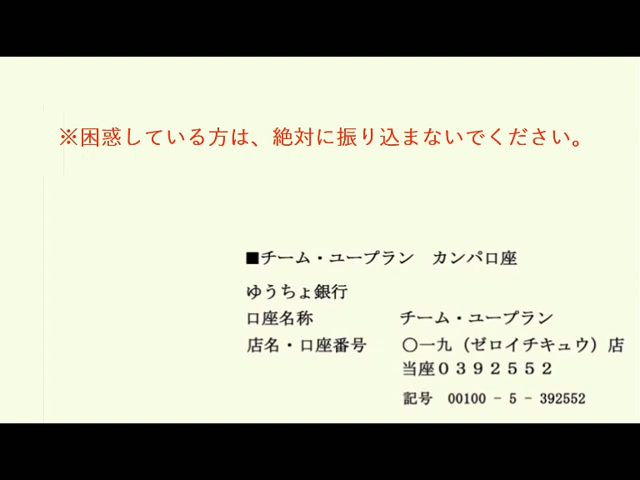 ※困惑している方は、絶対に振り込まないでください。
■チーム・ユープラン　カンパ口座
ゆうちょ銀行
口座名称　チーム・ユープラン
店名・口座番号　〇一九（ゼロイチキュウ）店
当座０３９２５５２
記号　00100 － 5 － 392552